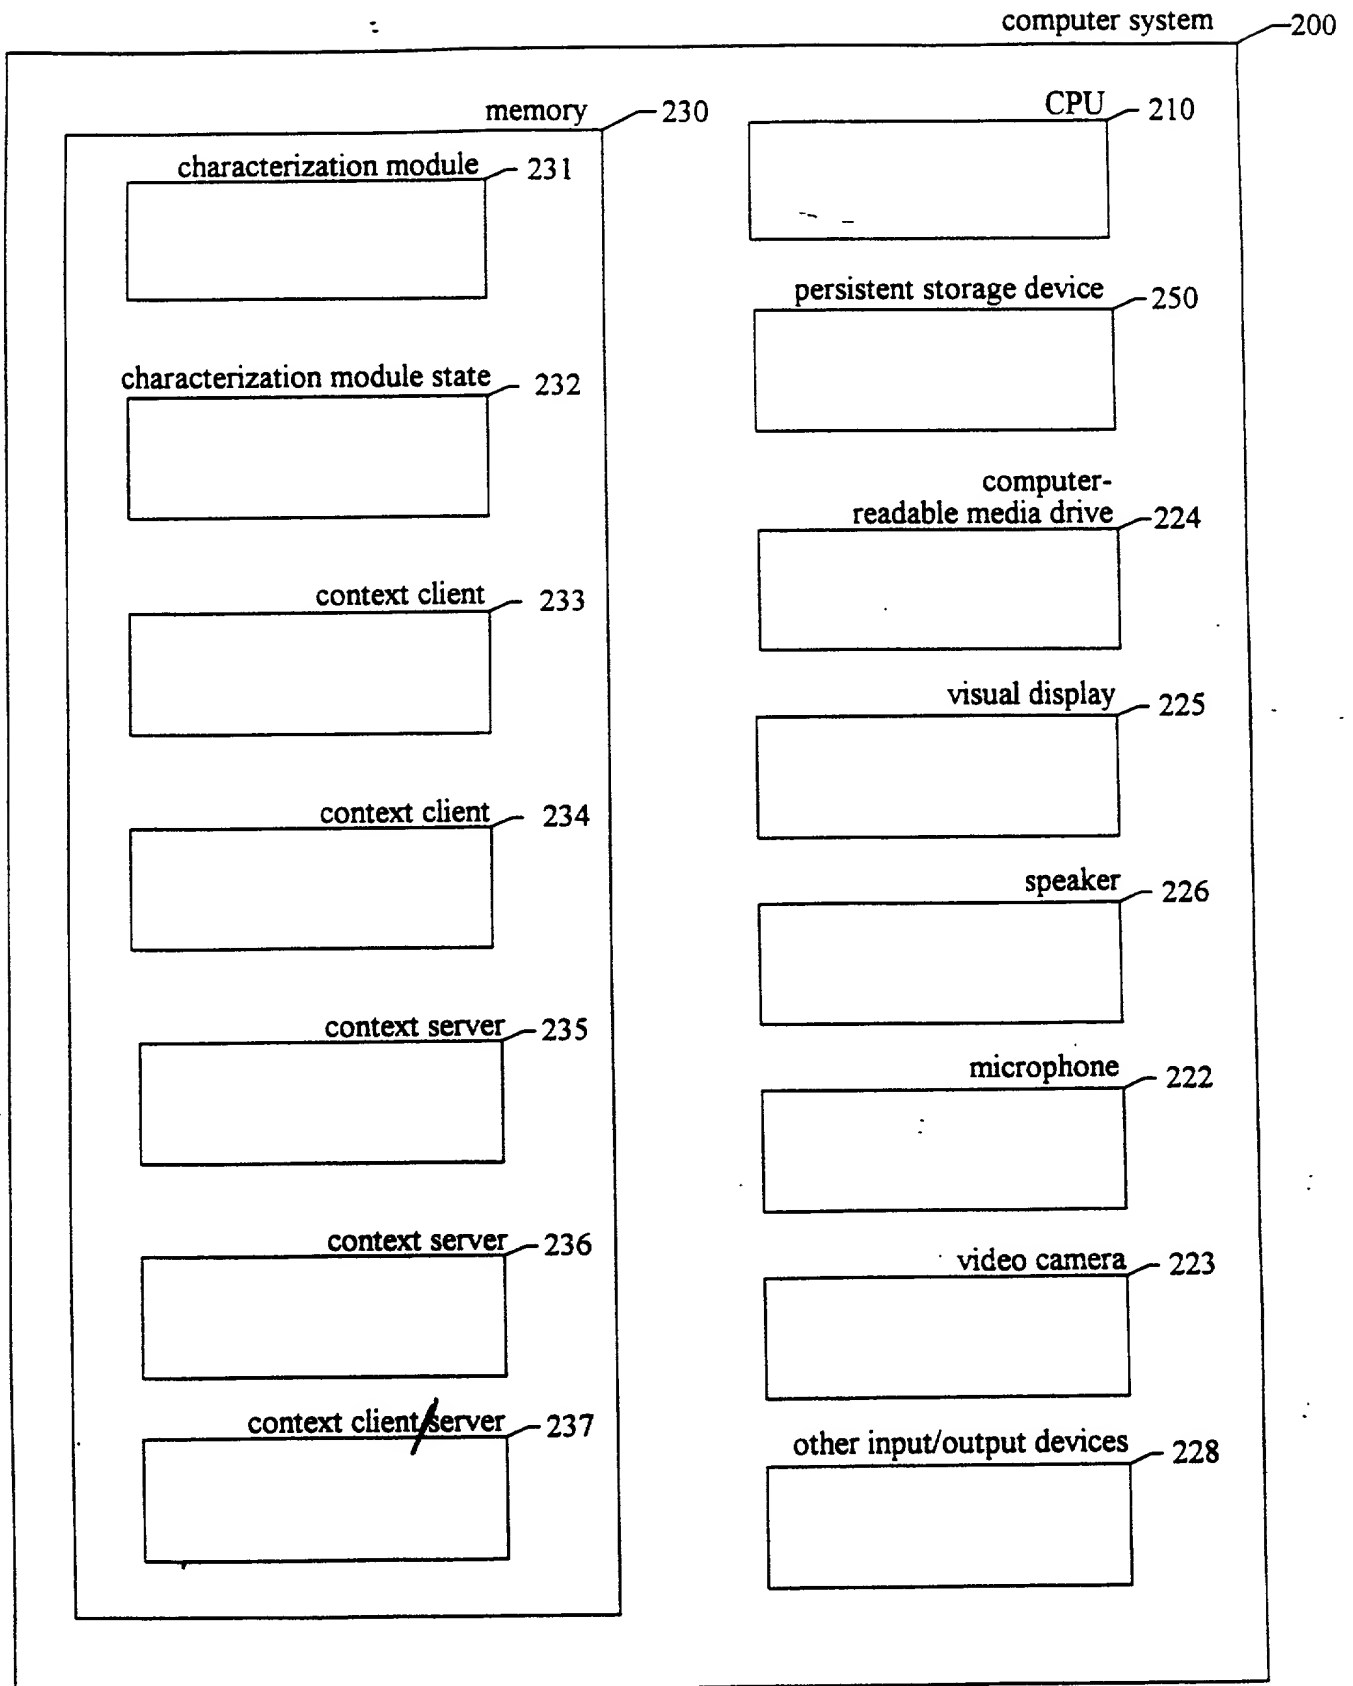 computer system 200
memory 230
characterization module 231
characterization module state 232
context client 233
context client 234
context server 235
context server 236
context client/server 237
CPU 210
persistent storage device 250
computer-
readable media drive 224
visual display 225
speaker 226
microphone 222
video camera 223
other input/output devices 228